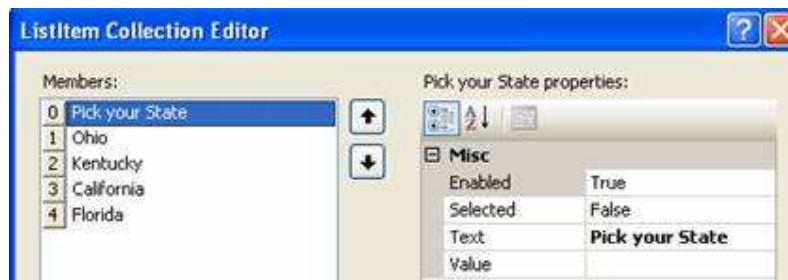 ListItem Collection Editor
Members:
0 Pick your State
1 Ohio
2 Kentucky
3 California
4 Florida
Pick your State properties:
Misc
Enabled True
Selected False
Text Pick your State
Value